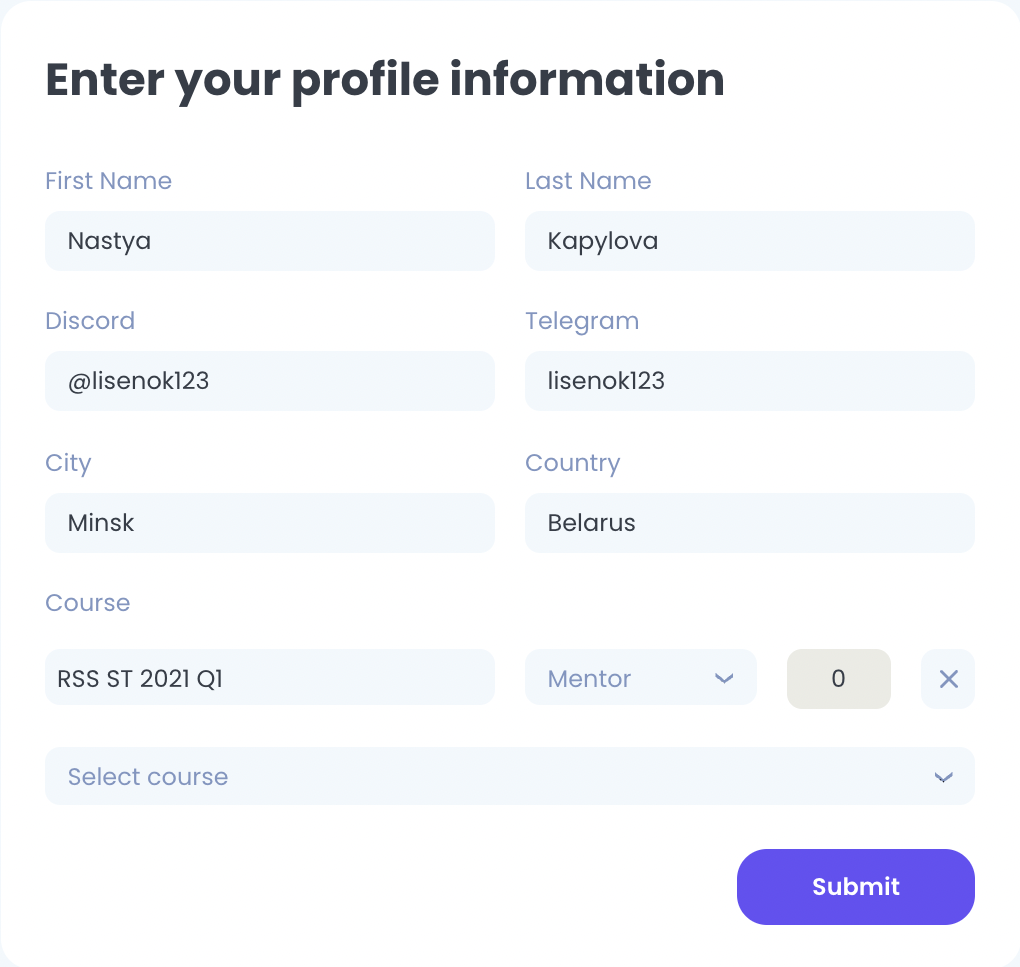 Enter your profile information
First Name
Last Name
Nastya
Kapylova
Discord
Telegram
@lisenok123
lisenok123
City
Country
Minsk
Belarus
Course
RSS ST 2021 Q1
Mentor
0
Select course
Submit